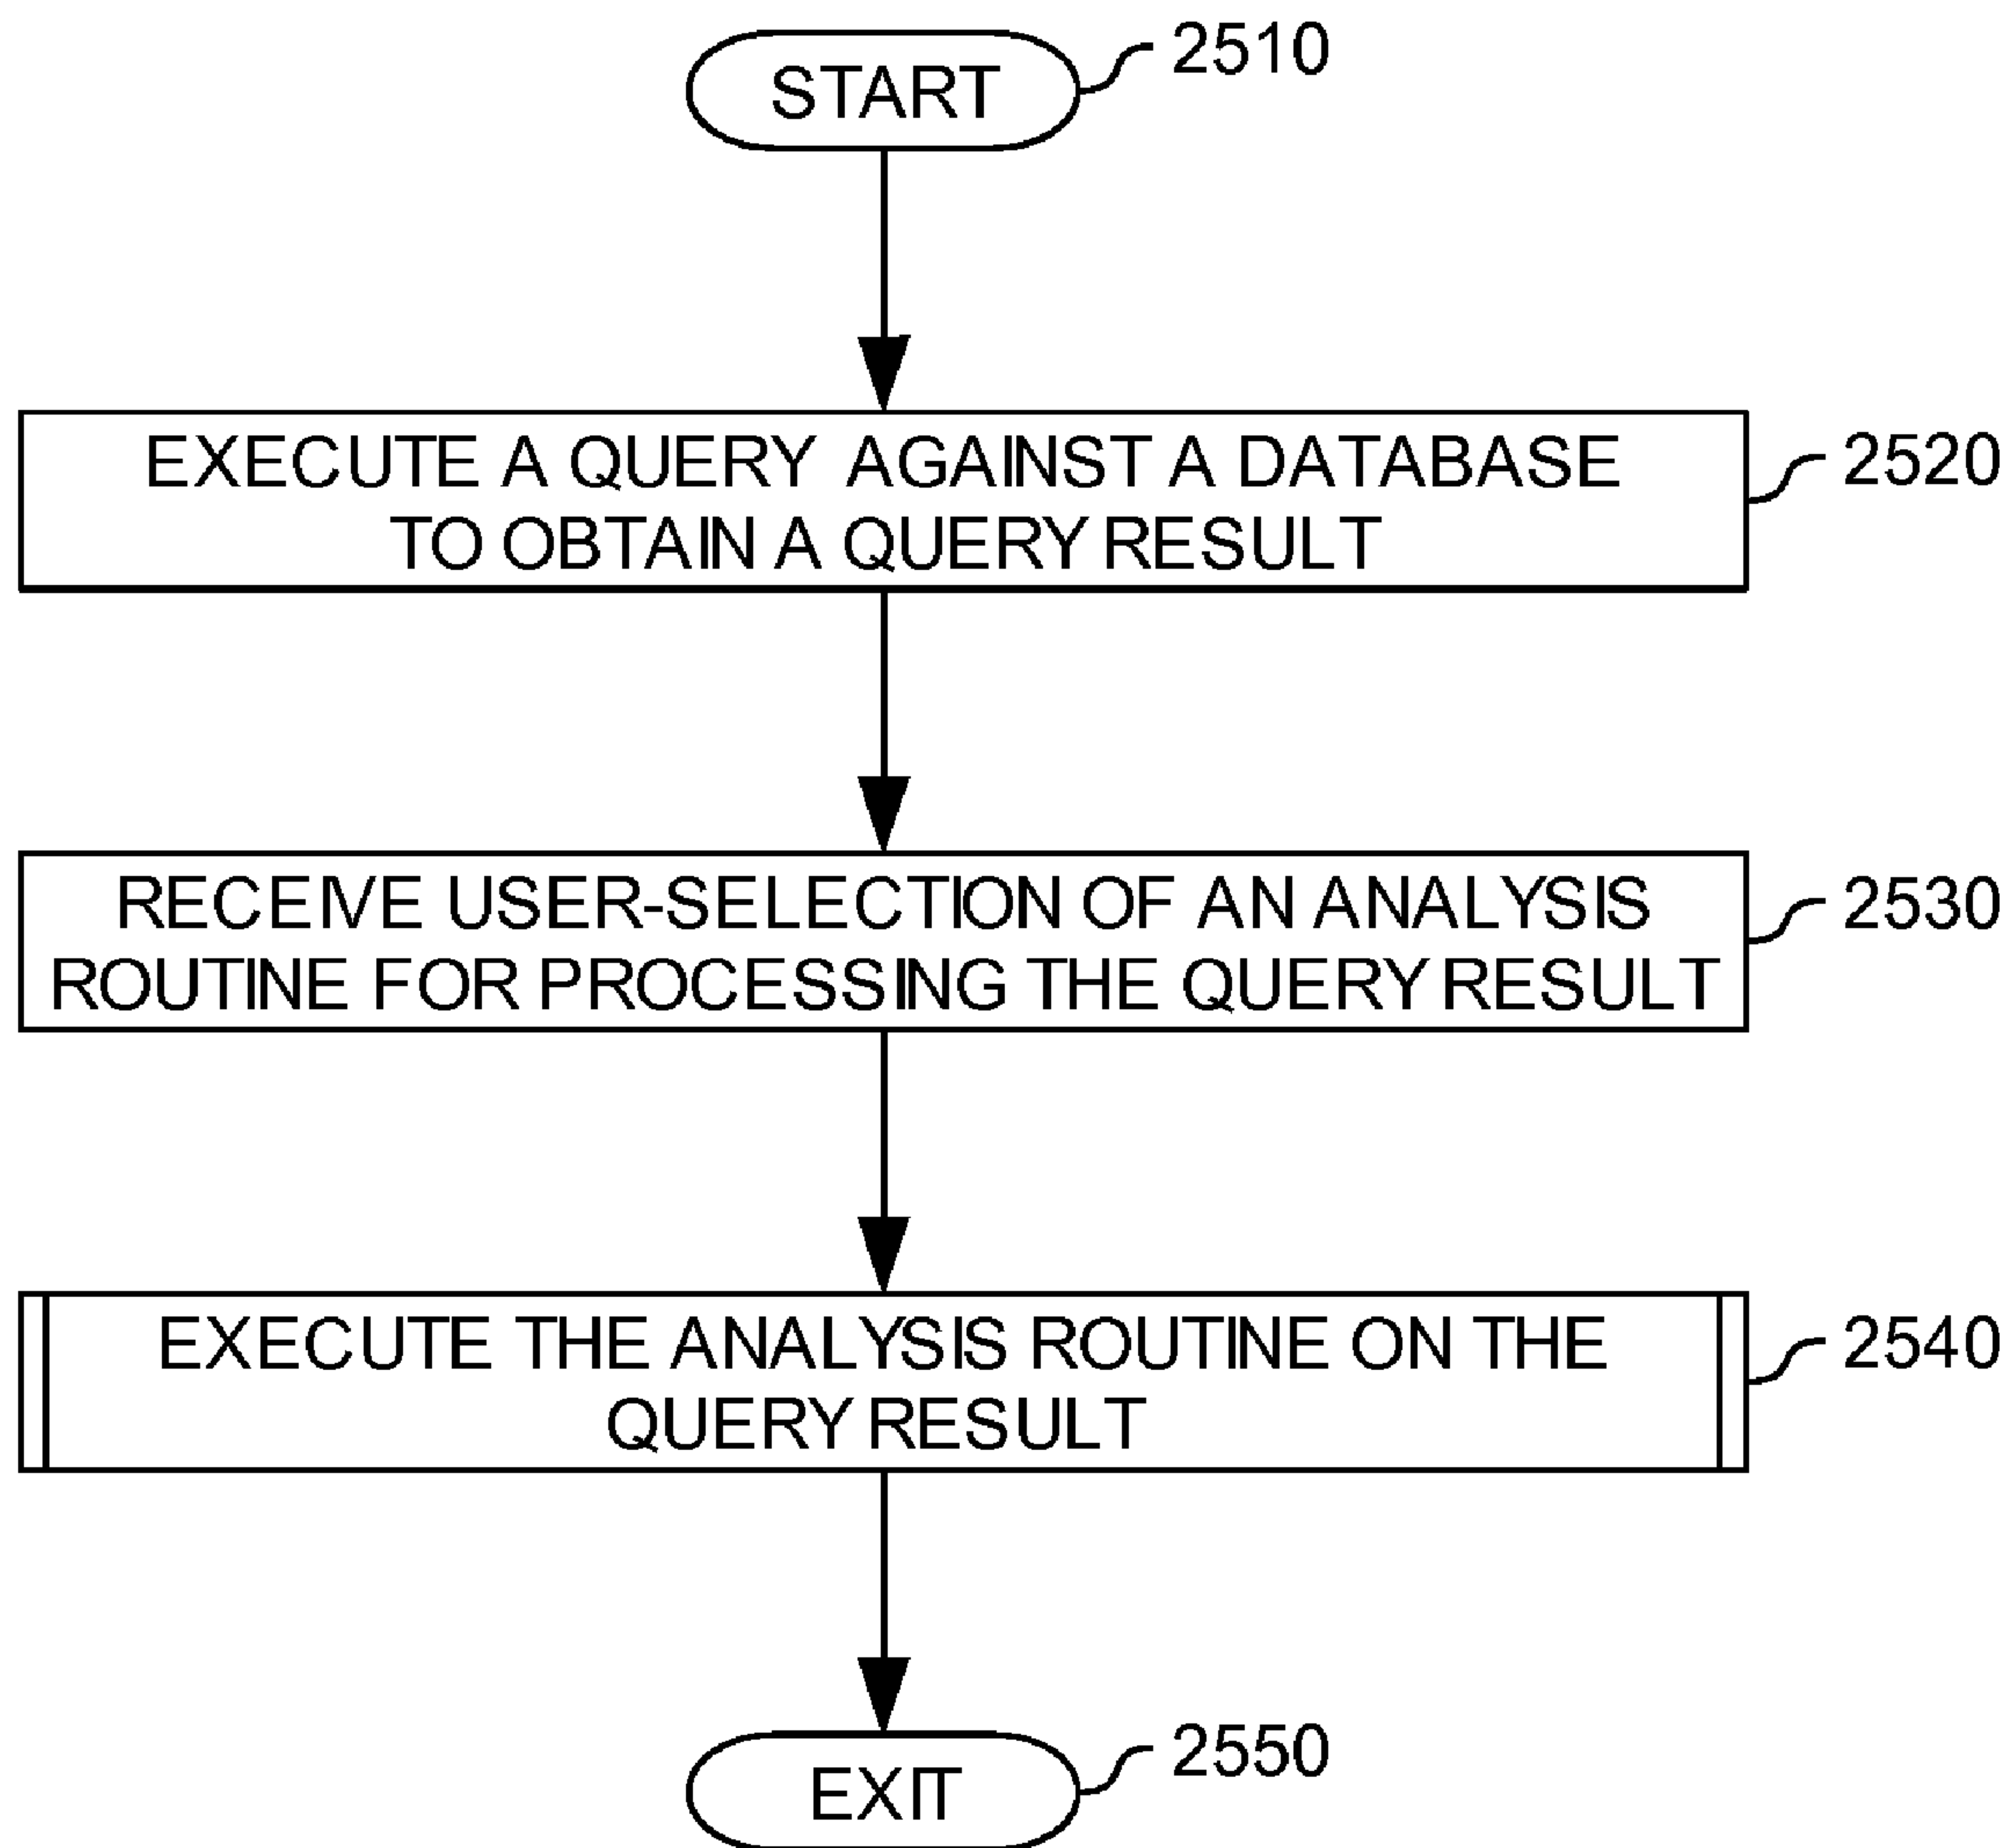 START
2510
EXECUTE A QUERY AGAINST A DATABASE
TO OBTAIN A QUERY RESULT
2520
RECEIVE USER-SELECTION OF AN ANALYSIS
ROUTINE FOR PROCESSING THE QUERY RESULT
2530
EXECUTE THE ANALYSIS ROUTINE ON THE
QUERY RESULT
2540
EXIT
2550